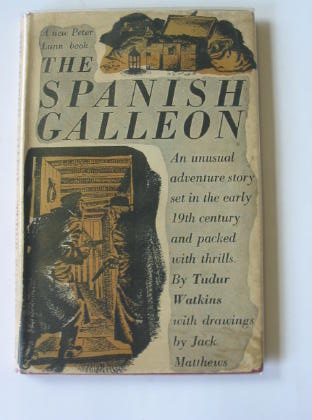 A new Peter
Lunn book
THE
SPANISH
GALLEON
An unusual
adventure story
set in the early
19th century
and packed
with thrills.
By Tudur
Watkins
with drawings
by Jack
Matthews